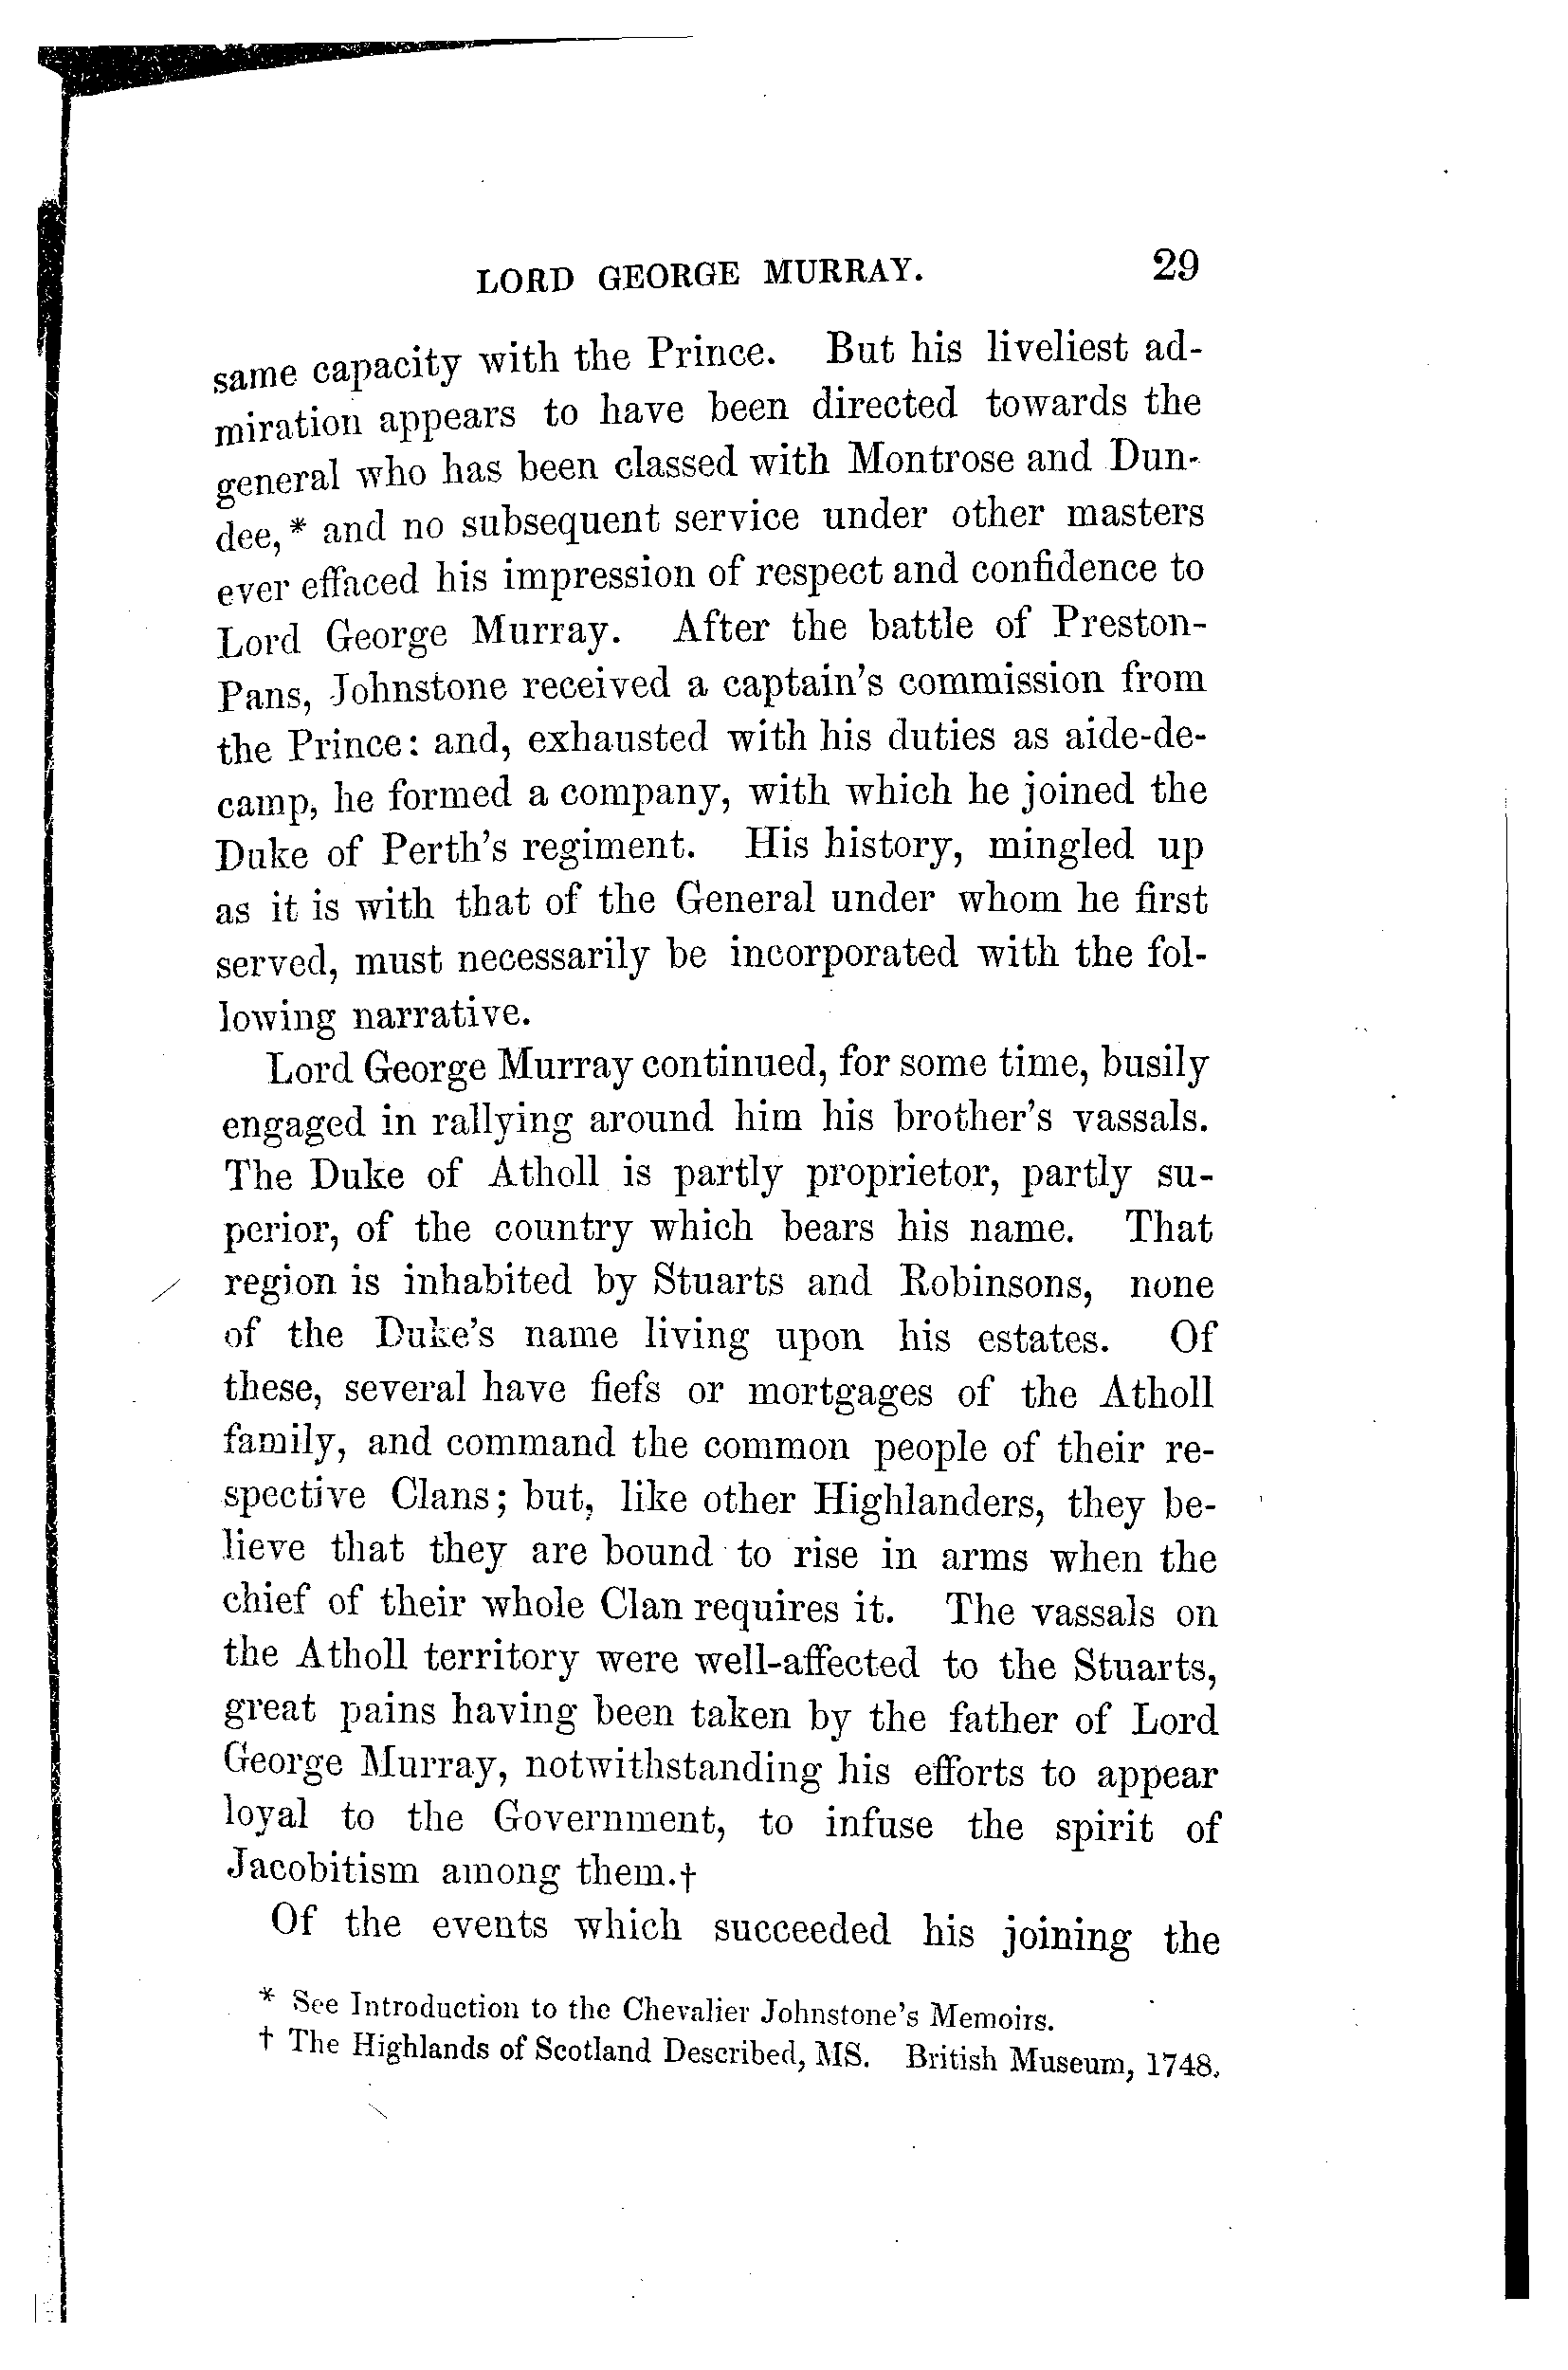 LORD GEORGE MURRAY. 29
same capacity with the Prince. But his liveliest ad-
miration appears to have been directed towards the
general who has been classed with Montrose and Dun-
dee,* and no subsequent service under other masters
ever effaced his impression of respect and confidence to
Lord George Murray. After the battle of Preston-
Pans, Johnstone received a captain's commission from
the Prince: and, exhausted with his duties as aide-de-
camp, he formed a company, with which he joined the
Duke of Perth's regiment. His history, mingled up
as it is with that of the General under whom he first
served, must necessarily be incorporated with the fol-
lowing narrative.
Lord George Murray continued, for some time, busily
engaged in rallying around him his brother's vassals.
The Duke of Atholl is partly proprietor, partly su-
perior, of the country which bears his name. That
region is inhabited by Stuarts and Robinsons, none
of the Duke's name living upon his estates. Of
these, several have fiefs or mortgages of the Atholl
family, and command the common people of their re-
spective Clans; but, like other Highlanders, they be-
lieve that they are bound to rise in arms when the
chief of their whole Clan requires it. The vassals on
the Atholl territory were well-affected to the Stuarts,
great pains having been taken by the father of Lord
George Murray, notwithstanding his efforts to appear
loyal to the Government, to infuse the spirit of
Jacobitism among them.†
Of the events which succeeded his joining the
* See Introduction to the Chevalier Johnstone's Memoirs.
† The Highlands of Scotland Described, MS. British Museum, 1748.